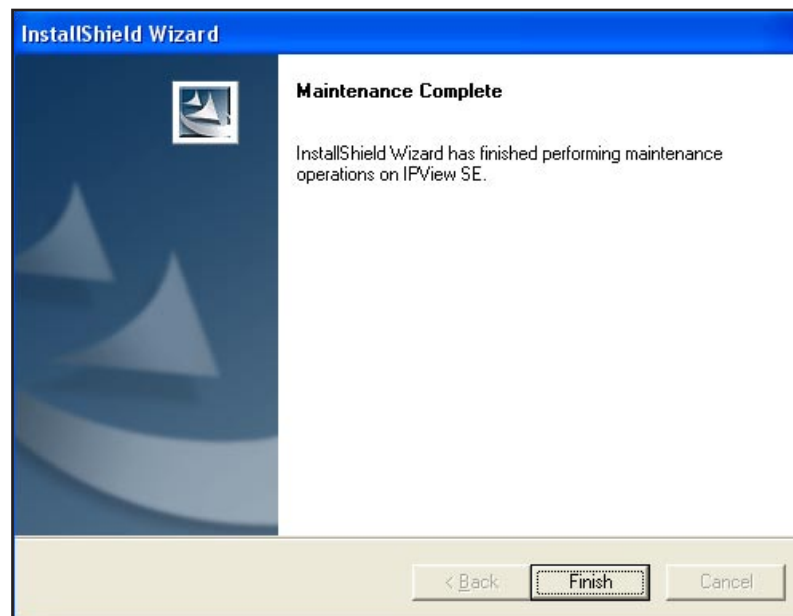 InstallShield Wizard
Maintenance Complete
InstallShield Wizard has finished performing maintenance
operations on IPView SE.
< Back
Finish
Cancel